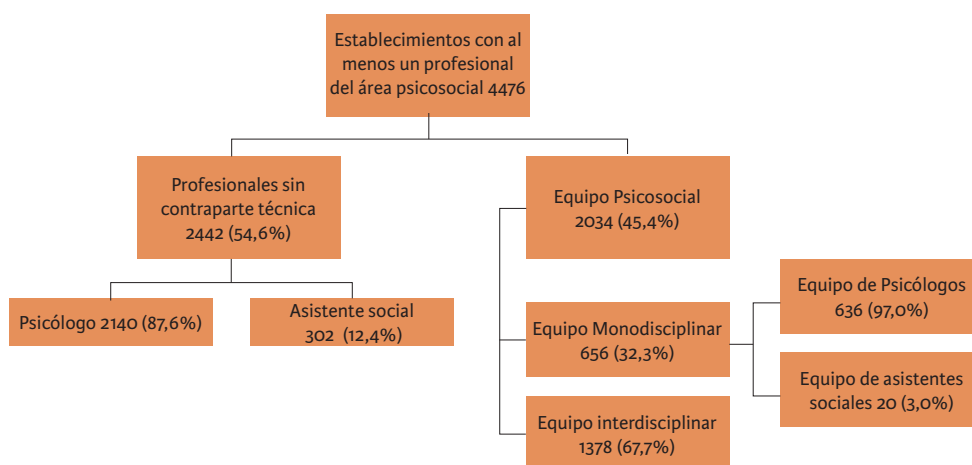 Establecimientos con al
menos un profesional
del área psicosocial 4476
Profesionales sin
contraparte técnica
2442 (54,6%)
Equipo Psicosocial
2034 (45,4%)
Psicólogo 2140 (87,6%)
Asistente social
302 (12,4%)
Equipo Monodisciplinar
656 (32,3%)
Equipo de Psicólogos
636 (97,0%)
Equipo de asistentes
sociales 20 (3,0%)
Equipo interdisciplinar
1378 (67,7%)